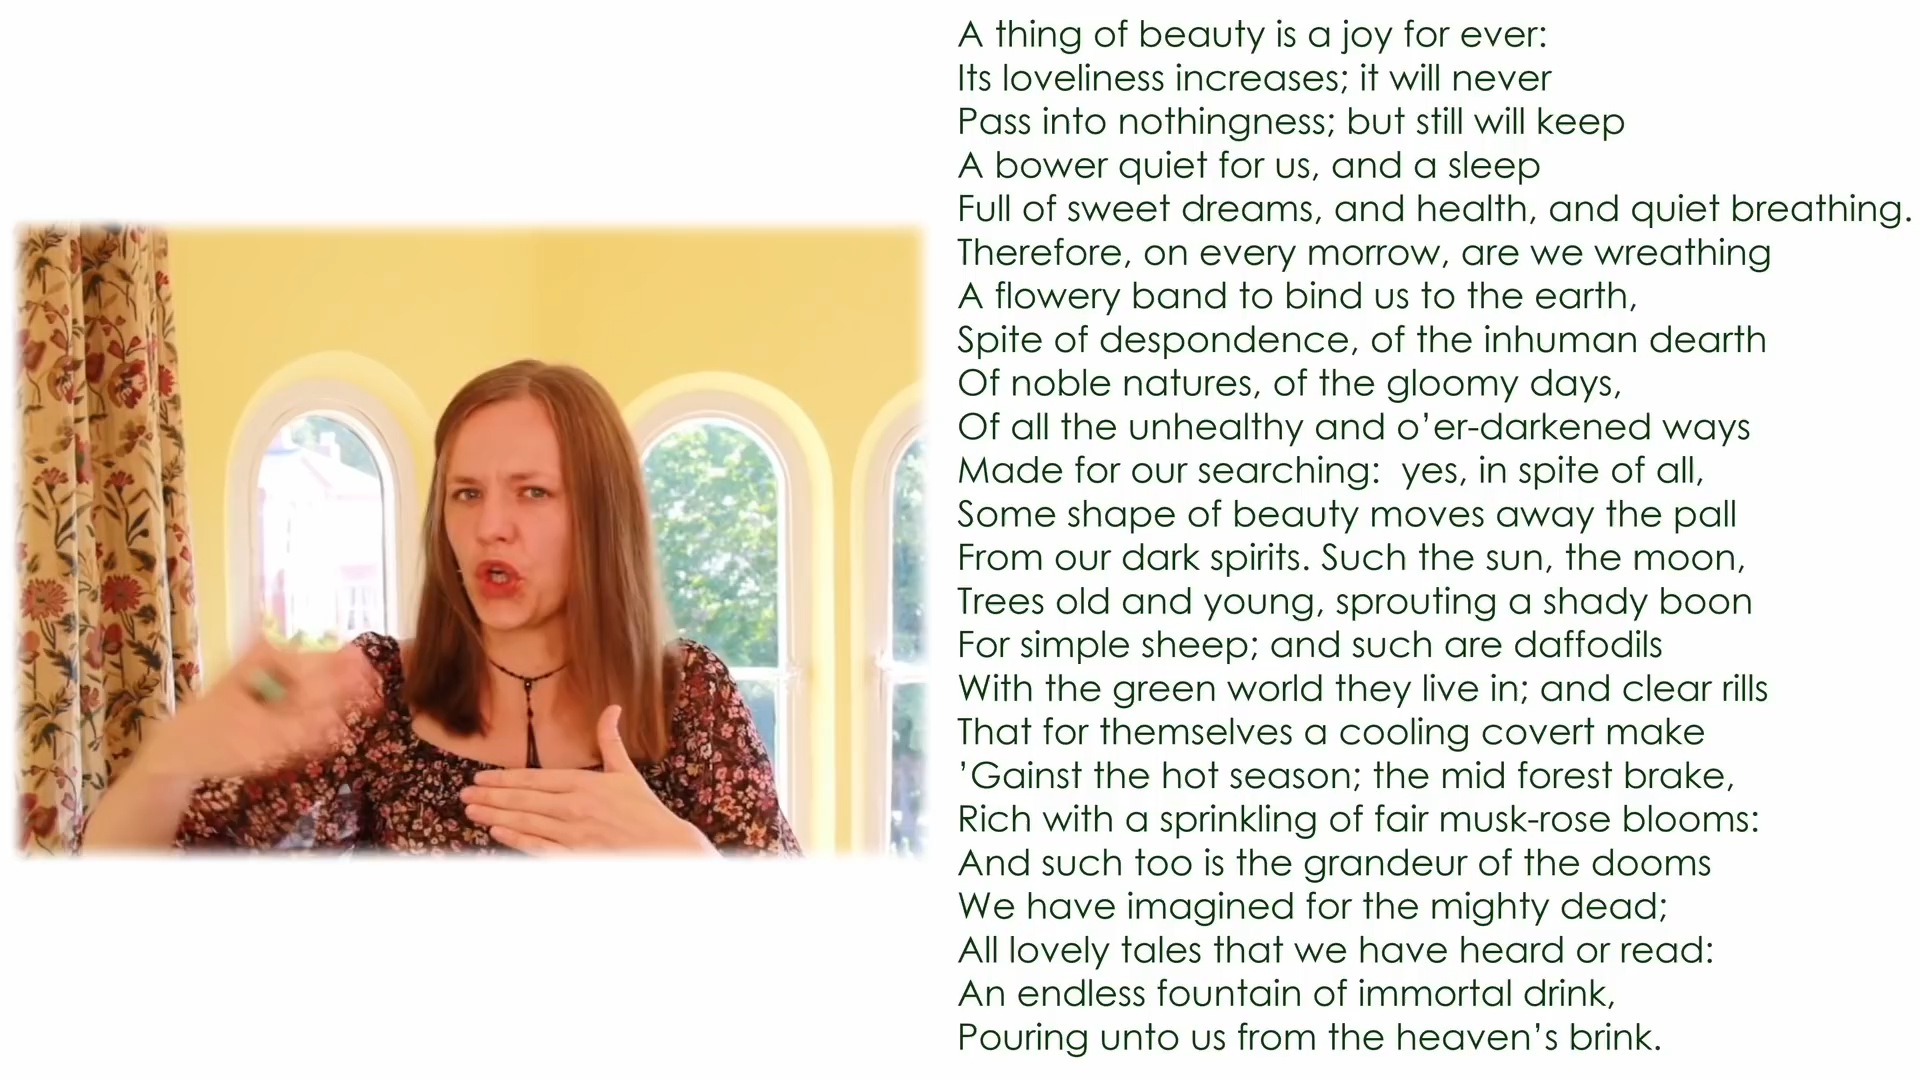 A thing of beauty is a joy for ever:
Its loveliness increases; it will never
Pass into nothingness; but still will keep
A bower quiet for us, and a sleep
Full of sweet dreams, and health, and quiet breathing.
Therefore, on every morrow, are we wreathing
A flowery band to bind us to the earth,
Spite of despondence, of the inhuman dearth
Of noble natures, of the gloomy days,
Of all the unhealthy and o’er-darkened ways
Made for our searching:  yes, in spite of all,
Some shape of beauty moves away the pall
From our dark spirits. Such the sun, the moon,
Trees old and young, sprouting a shady boon
For simple sheep; and such are daffodils
With the green world they live in; and clear rills
That for themselves a cooling covert make
’Gainst the hot season; the mid forest brake,
Rich with a sprinkling of fair musk-rose blooms:
And such too is the grandeur of the dooms
We have imagined for the mighty dead;
All lovely tales that we have heard or read:
An endless fountain of immortal drink,
Pouring unto us from the heaven’s brink.